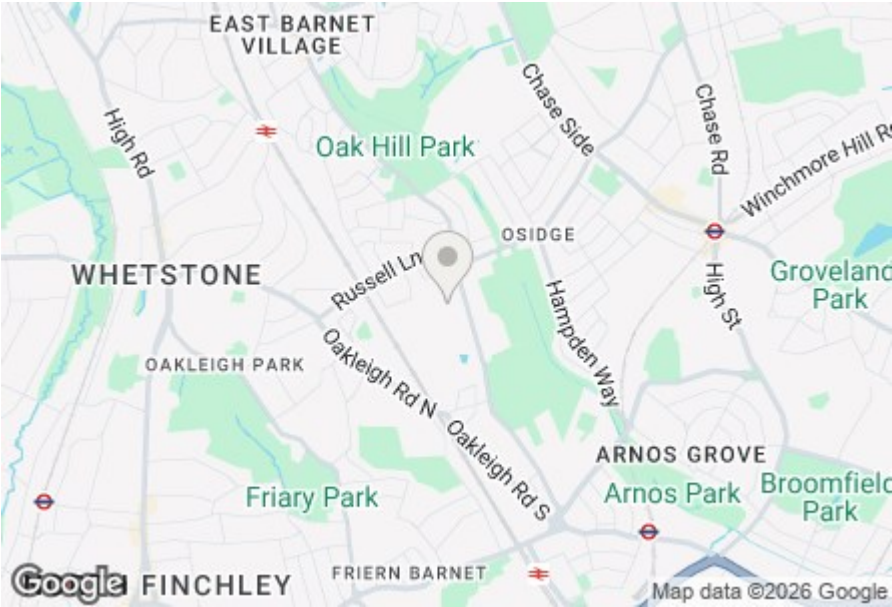 EAST BARNET
VILLAGE
High Rd
Chase Side
Chase Rd
Oak Hill Park
Winchmore Hill Rd
OSIDGE
WHETSTONE
Russell Ln
Groveland
Park
High St
Hampden Way
OAKLEIGH PARK
Oakleigh Rd N
Oakleigh Rd S
ARNOS GROVE
Friary Park
Arnos Park
Broomfield
Park
FRIERN BARNET
Google
FINCHLEY
Map data ©2026 Google